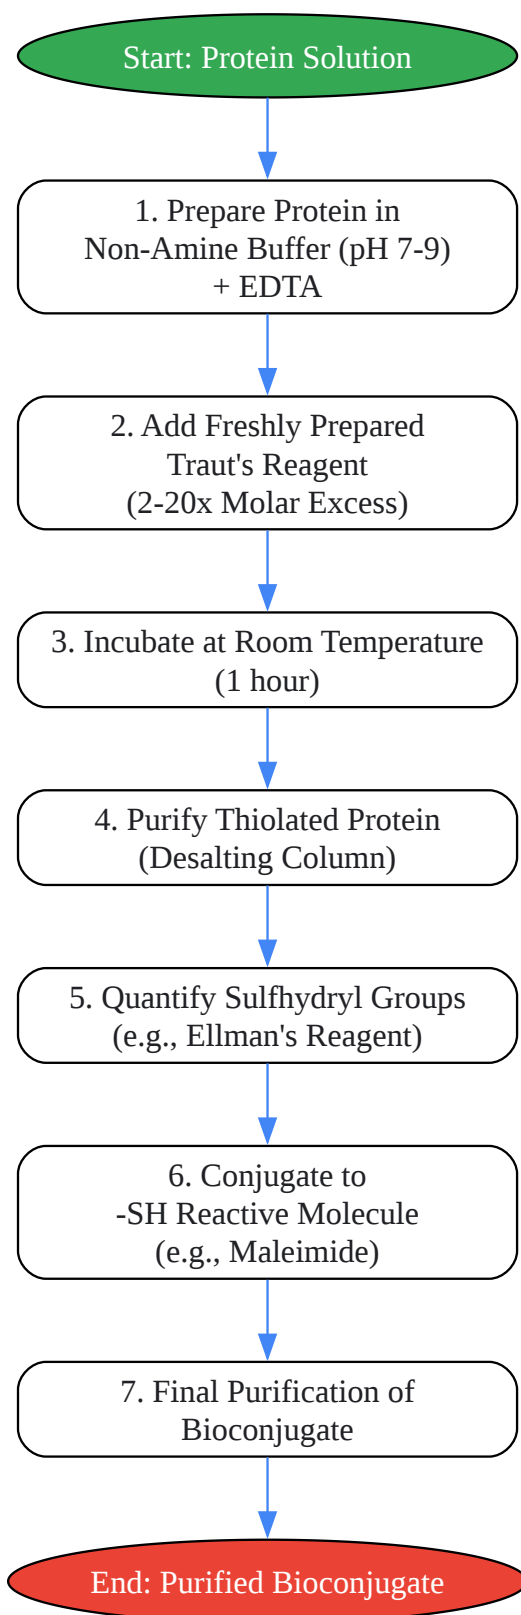 Start: Protein Solution
1. Prepare Protein in
Non-Amine Buffer (pH 7-9)
+ EDTA
2. Add Freshly Prepared
Traut's Reagent
(2-20x Molar Excess)
3. Incubate at Room Temperature
(1 hour)
4. Purify Thiolated Protein
(Desalting Column)
5. Quantify Sulfhydryl Groups
(e.g., Ellman's Reagent)
6. Conjugate to
-SH Reactive Molecule
(e.g., Maleimide)
7. Final Purification of
Bioconjugate
End: Purified Bioconjugate